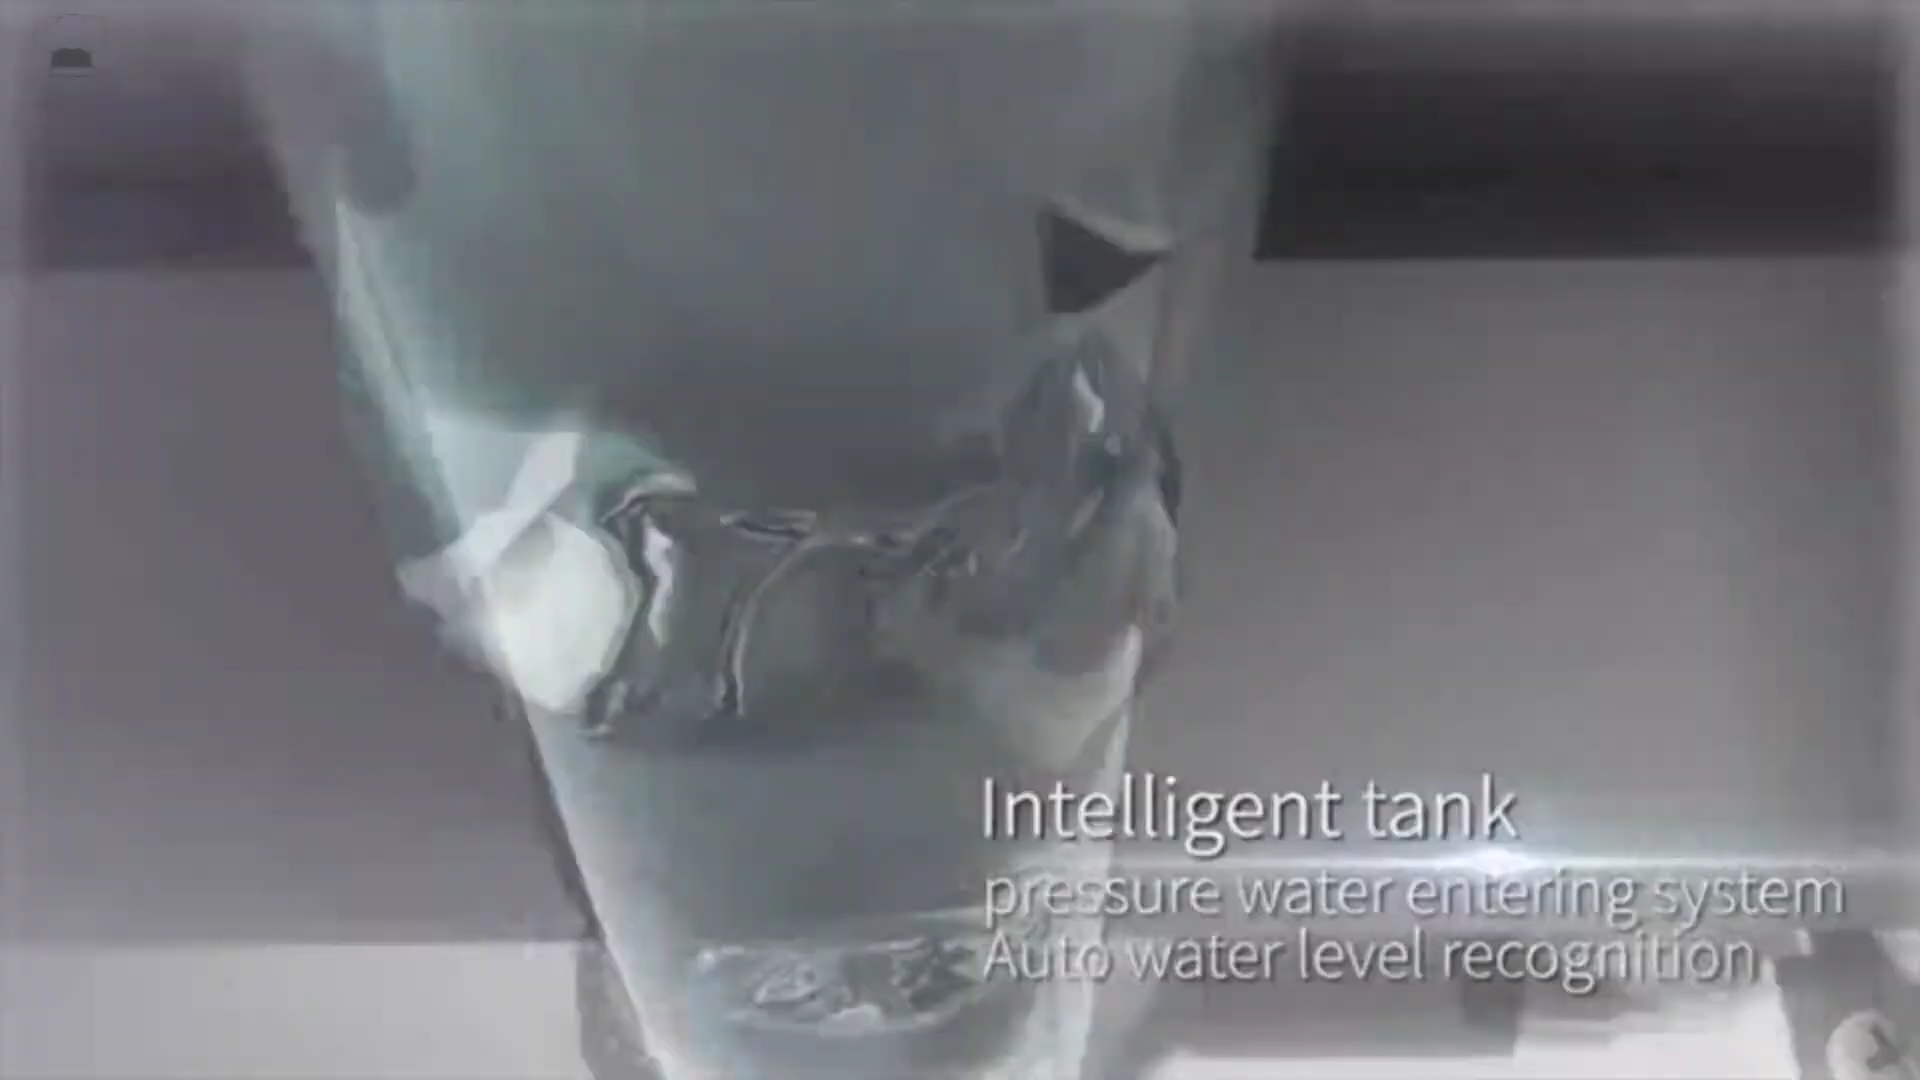 Intelligent tank
pressure water entering system
Auto water level recognition